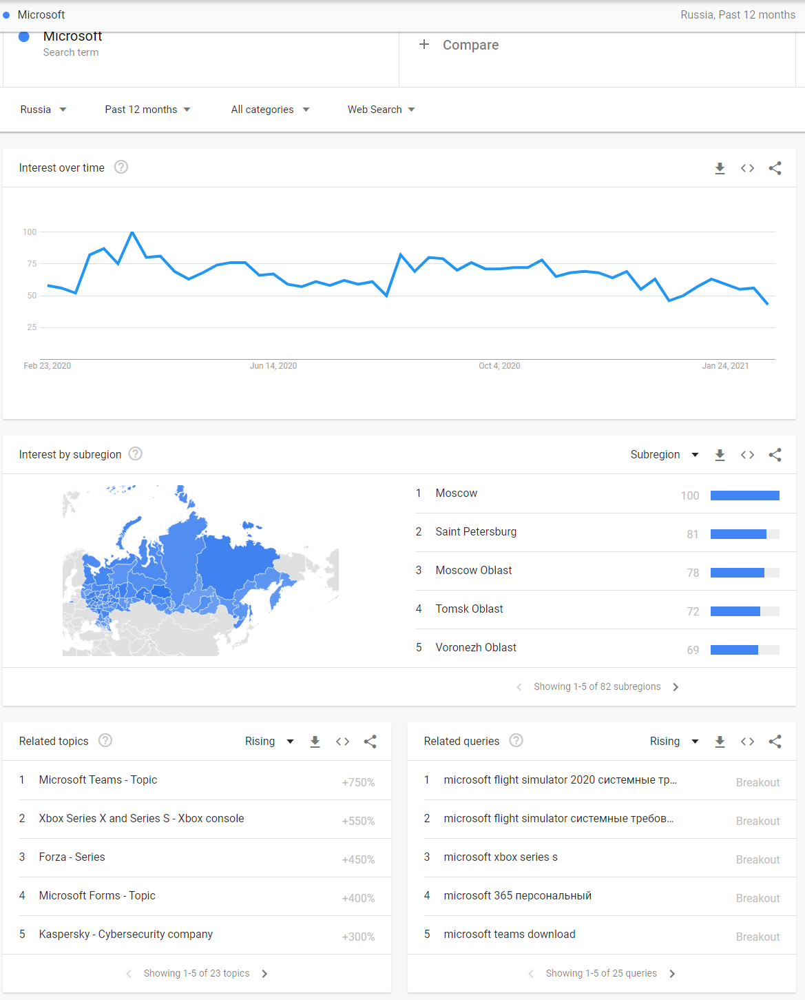 Microsoft
Russia, Past 12 months
Microsoft
Search term
+ Compare
Russia
Past 12 months
All categories
Web Search
Interest over time
100
75
50
25
Feb 23, 2020
Jun 14, 2020
Oct 4, 2020
Jan 24, 2021
Interest by subregion
Subregion
1 Moscow 100
2 Saint Petersburg 81
3 Moscow Oblast 78
4 Tomsk Oblast 72
5 Voronezh Oblast 69
Showing 1-5 of 82 subregions
Related topics
Rising
1 Microsoft Teams - Topic +750%
2 Xbox Series X and Series S - Xbox console +550%
3 Forza - Series +450%
4 Microsoft Forms - Topic +400%
5 Kaspersky - Cybersecurity company +300%
Showing 1-5 of 23 topics
Related queries
Rising
1 microsoft flight simulator 2020 системные тр... Breakout
2 microsoft flight simulator системные требов... Breakout
3 microsoft xbox series s Breakout
4 microsoft 365 персональный Breakout
5 microsoft teams download Breakout
Showing 1-5 of 25 queries